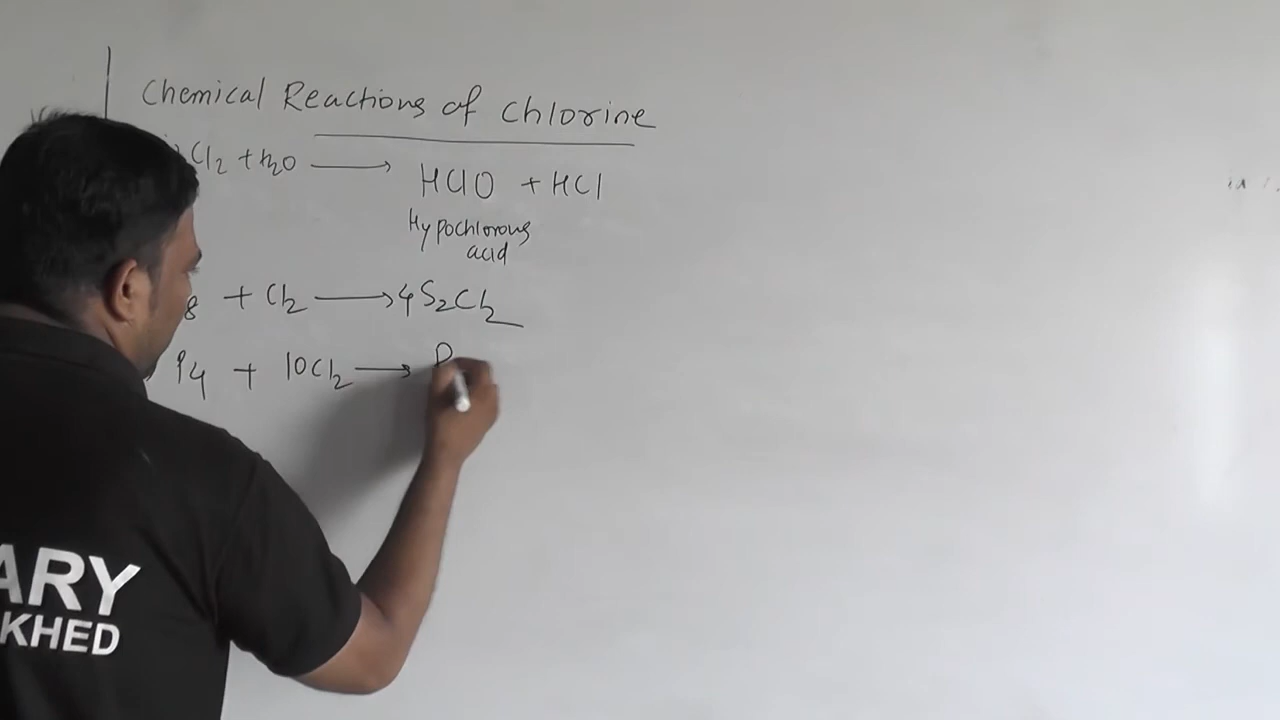 Chemical Reactions of Chlorine
Cl₂ + H₂O ⟶ HClO + HCl
Hypochlorous
acid
8 + Cl₂ ⟶ 4S₂Cl₂
P₄ + 10Cl₂ ⟶ P
ARY
KHED